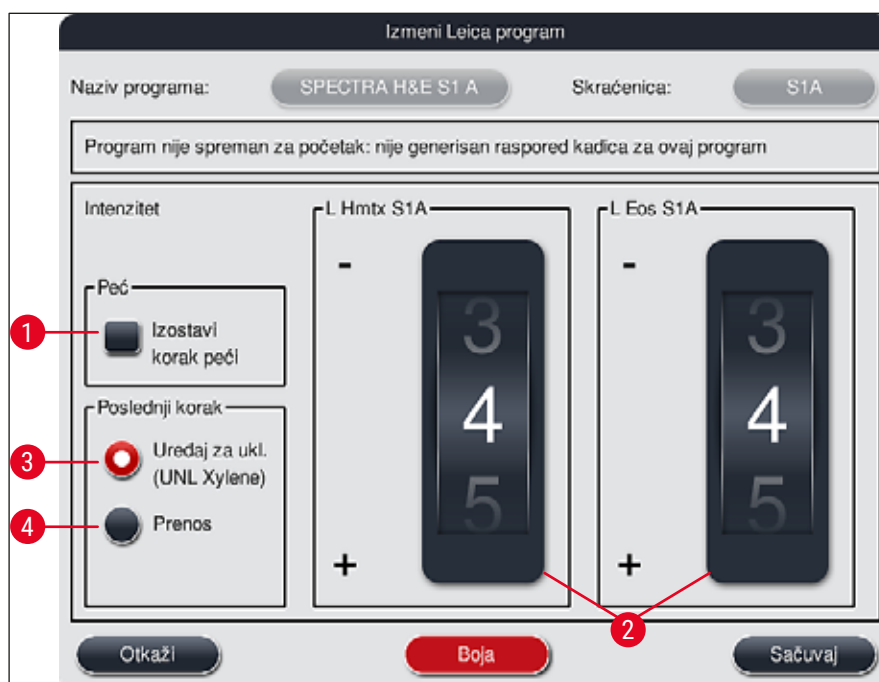 Izmeni Leica program
Naziv programa:
SPECTRA H&E S1 A
Skraćenica:
S1A
Program nije spreman za početak: nije generisan raspored kadica za ovaj program
Intenzitet
L Hmtx S1A
L Eos S1A
-
-
Peć
1
Izostavi
korak peći
3
3
4
4
5
5
Poslednji korak
3
Uređaj za ukl.
(UNL Xylene)
4
Prenos
+
+
2
Otkaži
Boja
Sačuvaj